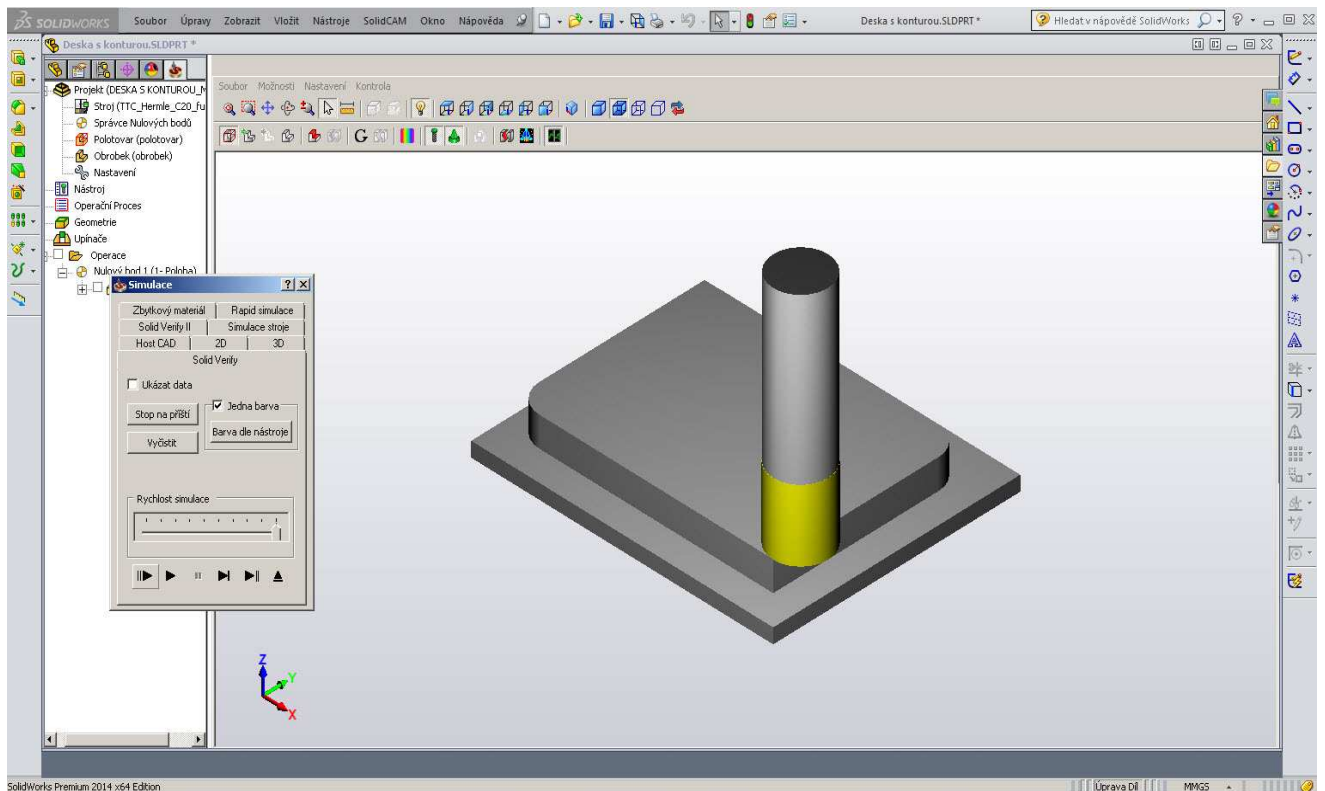 SOLIDWORKS Soubor Úpravy Zobrazit Vložit Nástroje SolidCAM Okno Nápověda Deska s konturou.SLDPRT * Hledat v nápovědě SolidWorks
Deska s konturou.SLDPRT *
Soubor Možnosti Nastavení Kontrola
Projekt (DESKA S KONTUROU_M
Stroj (TTC_Hermle_C20_fu
Správce Nulových bodů
Polotovar (polotovar)
Obrobek (obrobek)
Nastavení
Nástroj
Operační Proces
Geometrie
Upínače
Operace
Nulový bod 1 (1- Poloha)
Simulace
Zbytkový materiál Rapid simulace
Solid Verify II Simulace stroje
Host CAD 2D 3D
Solid Verify
Ukázat data
Stop na příští
Jedna barva
Vyčistit
Barva dle nástroje
Rychlost simulace
Z
Y
X
SolidWorks Premium 2014 x64 Edition Úprava Díl MMGS